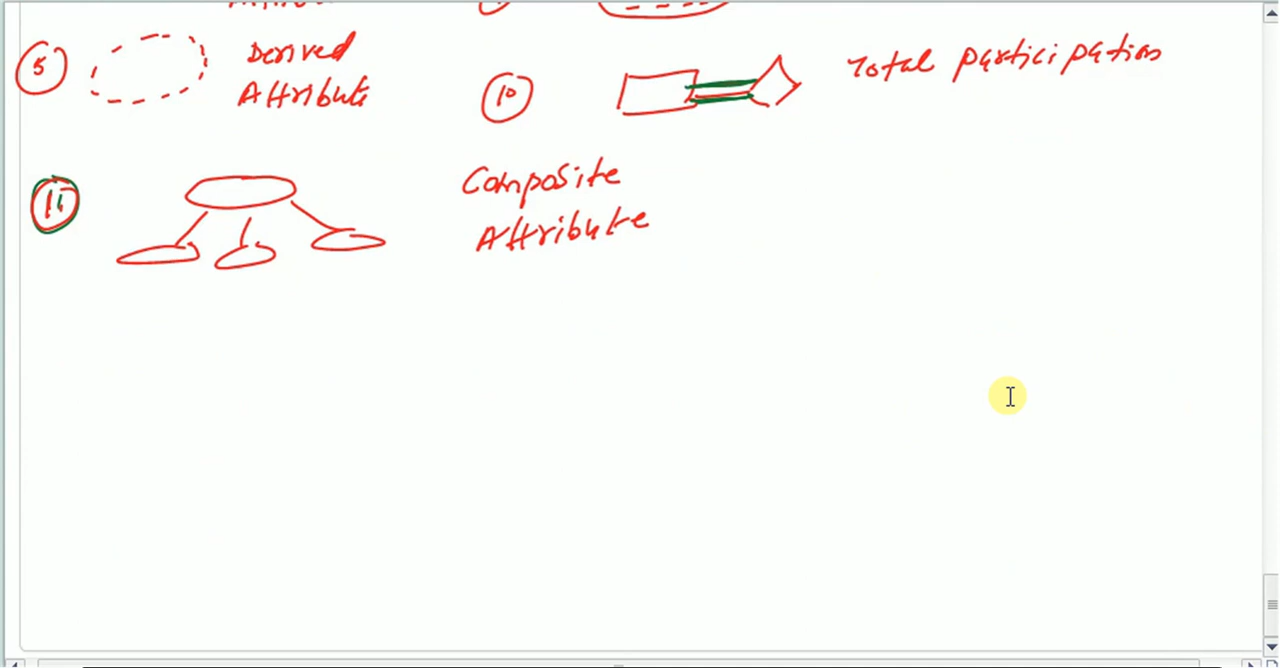 5 Derived
Attribute
10 Total participation
11 Composite
Attribute